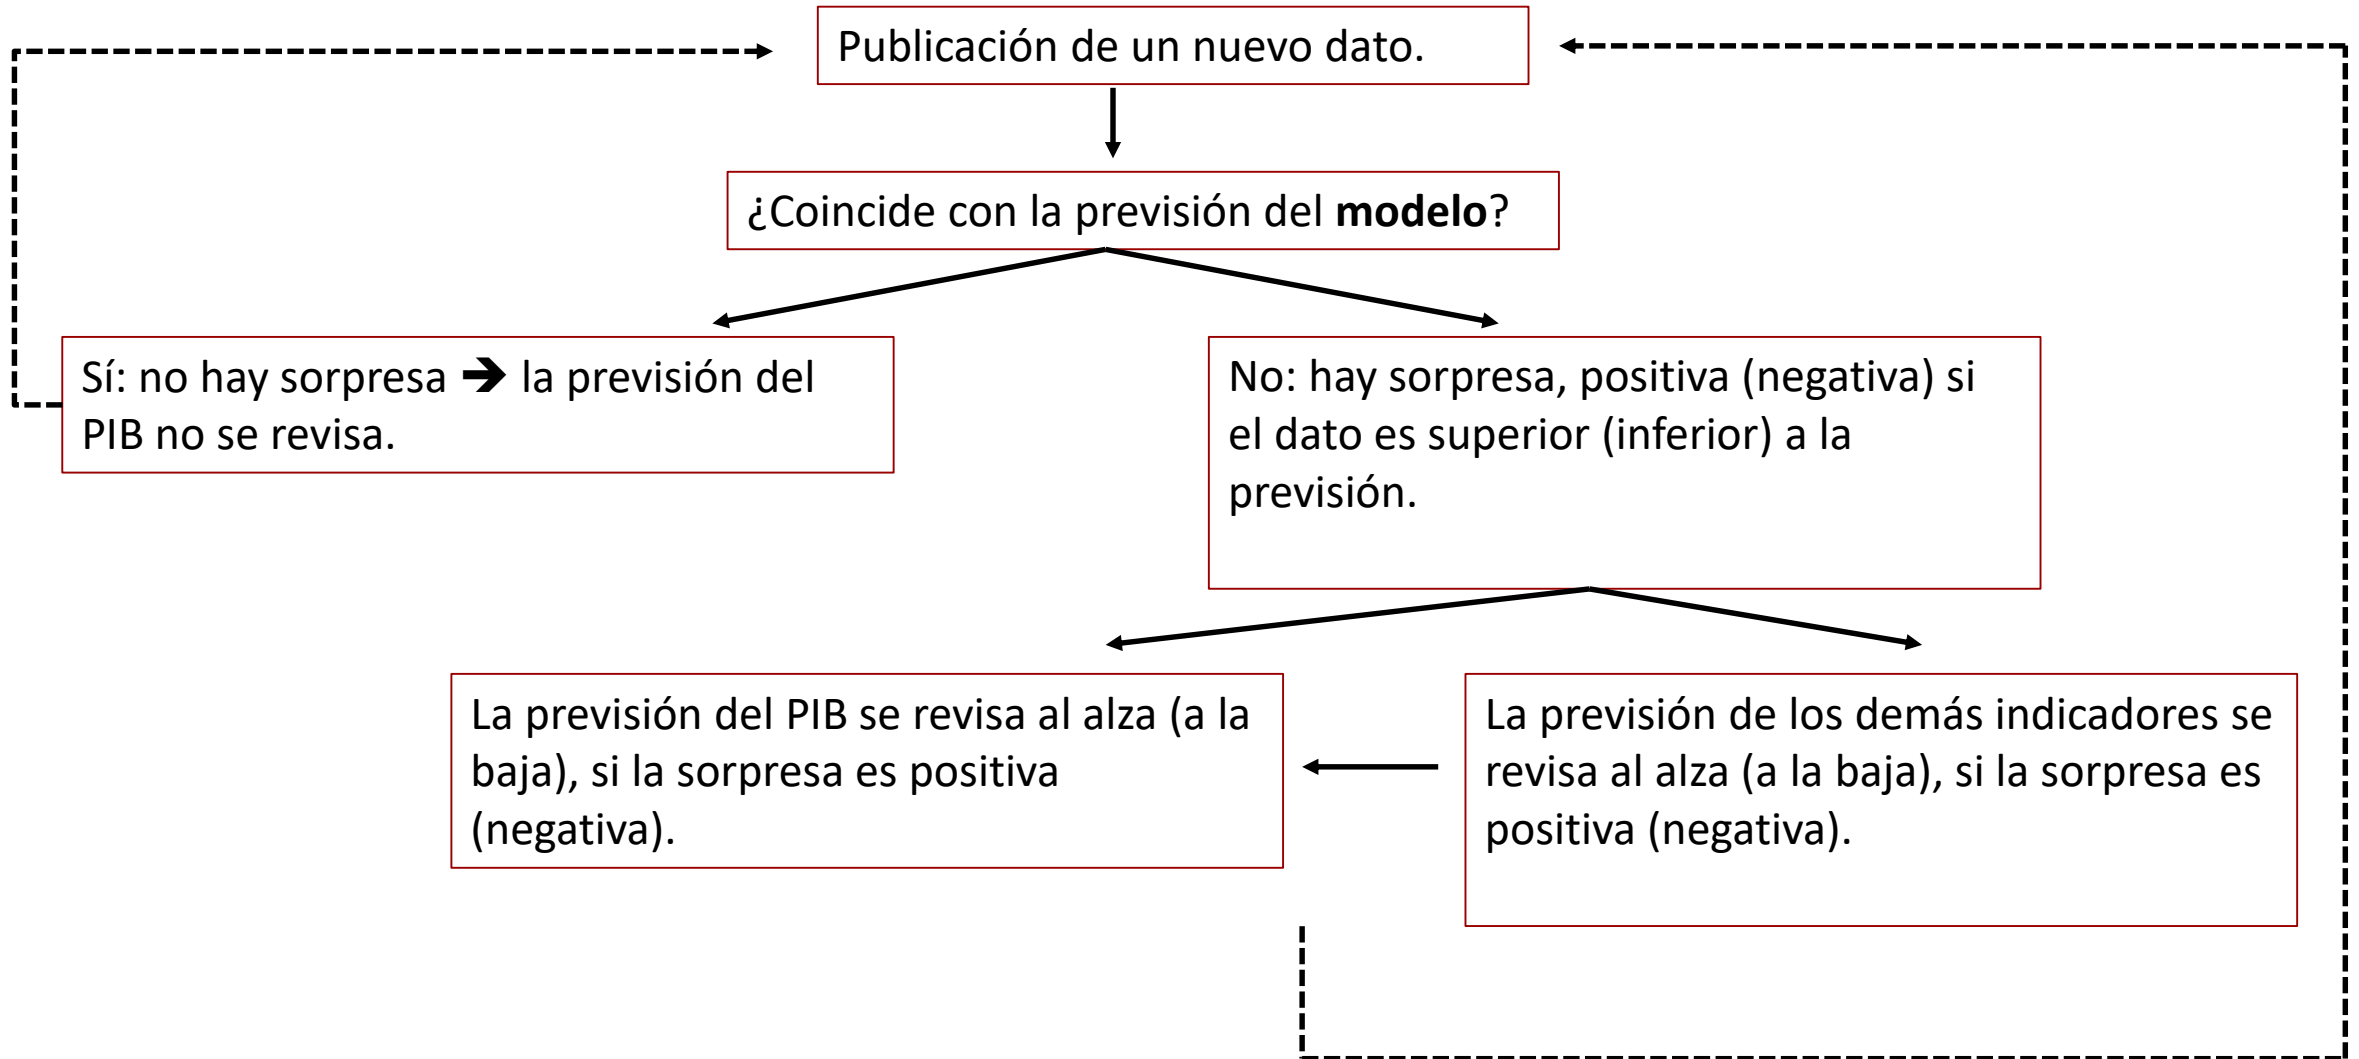 Publicación de un nuevo dato.
¿Coincide con la previsión del modelo?
Sí: no hay sorpresa ➔ la previsión del
PIB no se revisa.
No: hay sorpresa, positiva (negativa) si
el dato es superior (inferior) a la
previsión.
La previsión del PIB se revisa al alza (a la
baja), si la sorpresa es positiva
(negativa).
La previsión de los demás indicadores se
revisa al alza (a la baja), si la sorpresa es
positiva (negativa).